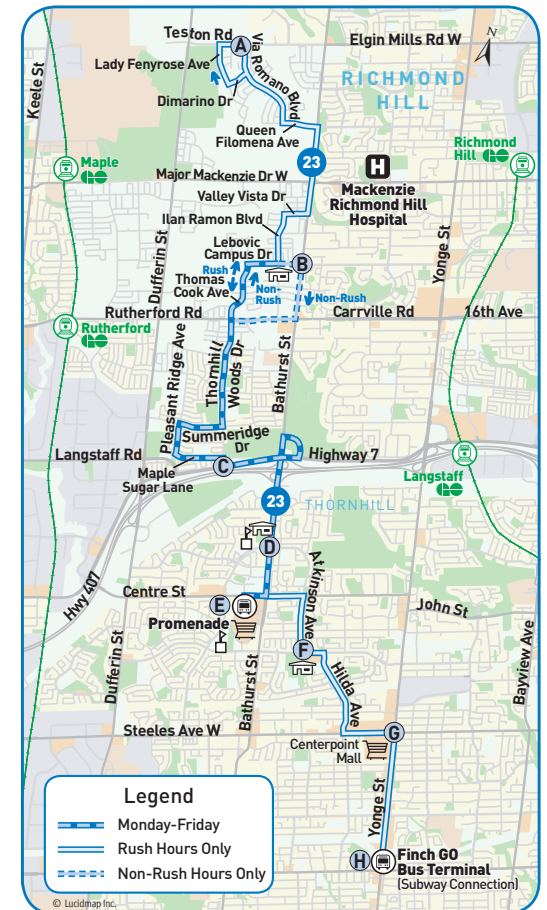 Teston Rd
A
Elgin Mills Rd W
N
Lady Fenyrose Ave
Via Romano Blvd
RICHMOND
HILL
Keele St
Dimarino Dr
Queen
Filomena Ave
Richmond
Hill
23
H
Maple
Major Mackenzie Dr W
Mackenzie
Richmond Hill
Hospital
Valley Vista Dr
Ilan Ramon Blvd
Yonge St
Dufferin St
Lebovic
Campus Dr
B
Rush
Thomas
Cook Ave
Non-
Rush
Non-Rush
Rutherford Rd
Carrville Rd
16th Ave
Rutherford
Pleasant Ridge Ave
Thornhill
Woods Dr
Bathurst St
Summeridge
Dr
Langstaff Rd
Highway 7
Maple
Sugar Lane
C
Langstaff
23
THORNHILL
D
Hwy 407
Atkinson Ave
Centre St
E
John St
Promenade
F
Dufferin St
Bathurst St
Hilda Ave
Bayview Ave
Steeles Ave W
G
Centerpoint
Mall
Legend
Monday-Friday
Rush Hours Only
Non-Rush Hours Only
Yonge St
H
Finch GO
Bus Terminal
(Subway Connection)
© Lucidmap Inc.